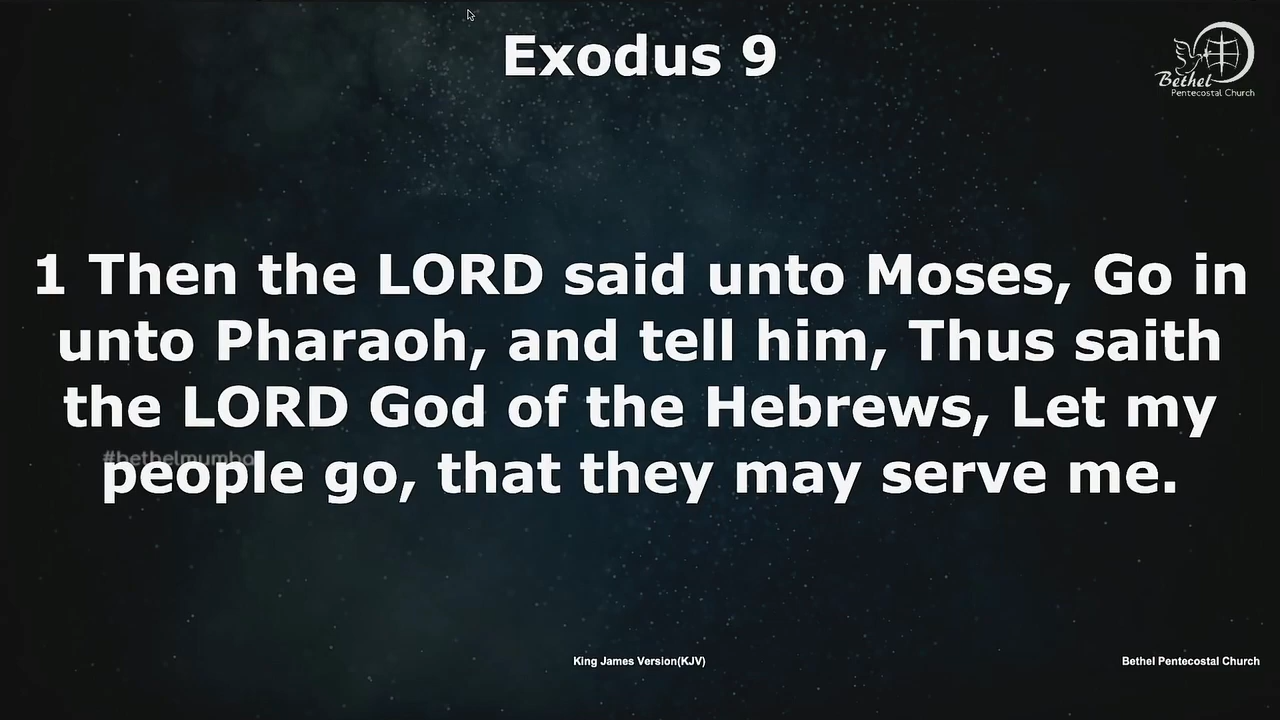 Exodus 9
Bethel
Pentecostal Church
1 Then the LORD said unto Moses, Go in
unto Pharaoh, and tell him, Thus saith
the LORD God of the Hebrews, Let my
#bethelmumba
people go, that they may serve me.
King James Version(KJV)
Bethel Pentecostal Church